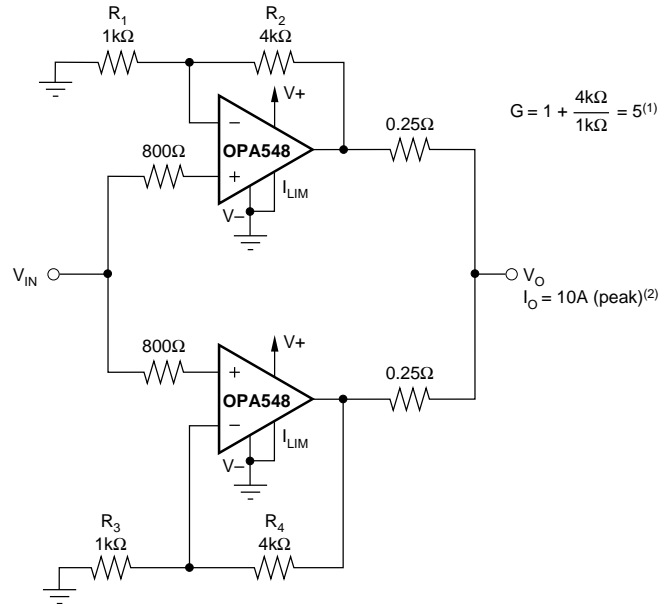 R1
1kΩ
R2
4kΩ
V+
G = 1 + 4kΩ/1kΩ = 5(1)
0.25Ω
800Ω
−
OPA548
+
ILIM
V−
VIN
VO
IO = 10A (peak)(2)
800Ω
V+
0.25Ω
+
OPA548
−
ILIM
V−
R3
1kΩ
R4
4kΩ